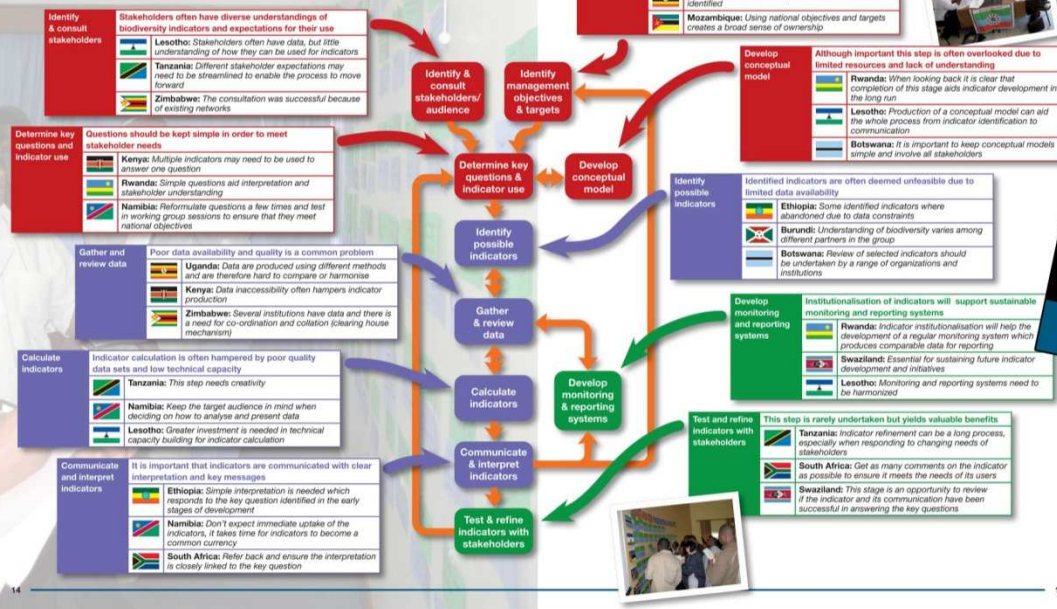 Identify
& consult
stakeholders
Stakeholders often have diverse understandings of
biodiversity indicators and expectations for their use
Lesotho: Stakeholders often have data, but little
understanding of how they can be used for indicators
Tanzania: Different stakeholder expectations may
need to be streamlined to enable the process to move
forward
Zimbabwe: The consultation was successful because
of existing networks
Determine key
questions and
indicator use
Questions should be kept simple in order to meet
stakeholder needs
Kenya: Multiple indicators may need to be used to
answer one question
Rwanda: Simple questions aid interpretation and
stakeholder understanding
Namibia: Reformulate questions a few times and test
in working group sessions to ensure that they meet
national objectives
Gather and
review data
Poor data availability and quality is a common problem
Uganda: Data are produced using different methods
and are therefore hard to compare or harmonise
Kenya: Data inaccessibility often hampers indicator
production
Zimbabwe: Several institutions have data and there is
a need for co-ordination and collation (clearing house
mechanism)
Calculate
indicators
Indicator calculation is often hampered by poor quality
data sets and low technical capacity
Tanzania: This step needs creativity
Namibia: Keep the target audience in mind when
deciding on how to analyse and present data
Lesotho: Greater investment is needed in technical
capacity building for indicator calculation
Communicate
and interpret
indicators
It is important that indicators are communicated with clear
interpretation and key messages
Ethiopia: Simple interpretation is needed which
responds to the key question identified in the early
stages of development
Namibia: Don't expect immediate uptake of the
indicators, it takes time for indicators to become a
common currency
South Africa: Refer back and ensure the interpretation
is closely linked to the key question
14
Identify &
consult
stakeholders/
audience
Identify
management
objectives
& targets
Determine key
questions &
indicator use
Develop
conceptual
model
Identify
possible
indicators
Gather
& review
data
Calculate
indicators
Develop
monitoring
& reporting
systems
Communicate
& interpret
indicators
Test & refine
indicators with
stakeholders
identified
Mozambique: Using national objectives and targets
creates a broad sense of ownership
Develop
conceptual
model
Although important this step is often overlooked due to
limited resources and lack of understanding
Rwanda: When looking back it is clear that
completion of this stage aids indicator development in
the long run
Lesotho: Production of a conceptual model can aid
the whole process from indicator identification to
communication
Botswana: It is important to keep conceptual models
simple and involve all stakeholders
Identify
possible
indicators
Identified indicators are often deemed unfeasible due to
limited data availability
Ethiopia: Some identified indicators where
abandoned due to data constraints
Burundi: Understanding of biodiversity varies among
different partners in the group
Botswana: Review of selected indicators should
be undertaken by a range of organizations and
institutions
Develop
monitoring
and reporting
systems
Institutionalisation of indicators will support sustainable
monitoring and reporting systems
Rwanda: Indicator institutionalisation will help the
development of a regular monitoring system which
produces comparable data for reporting
Swaziland: Essential for sustaining future indicator
development and initiatives
Lesotho: Monitoring and reporting systems need to
be harmonized
Test and refine
indicators with
stakeholders
This step is rarely undertaken but yields valuable benefits
Tanzania: Indicator refinement can be a long process,
especially when responding to changing needs of
stakeholders
South Africa: Get as many comments on the indicator
as possible to ensure it meets the needs of its users
Swaziland: This stage is an opportunity to review
if the indicator and its communication have been
successful in answering the key questions